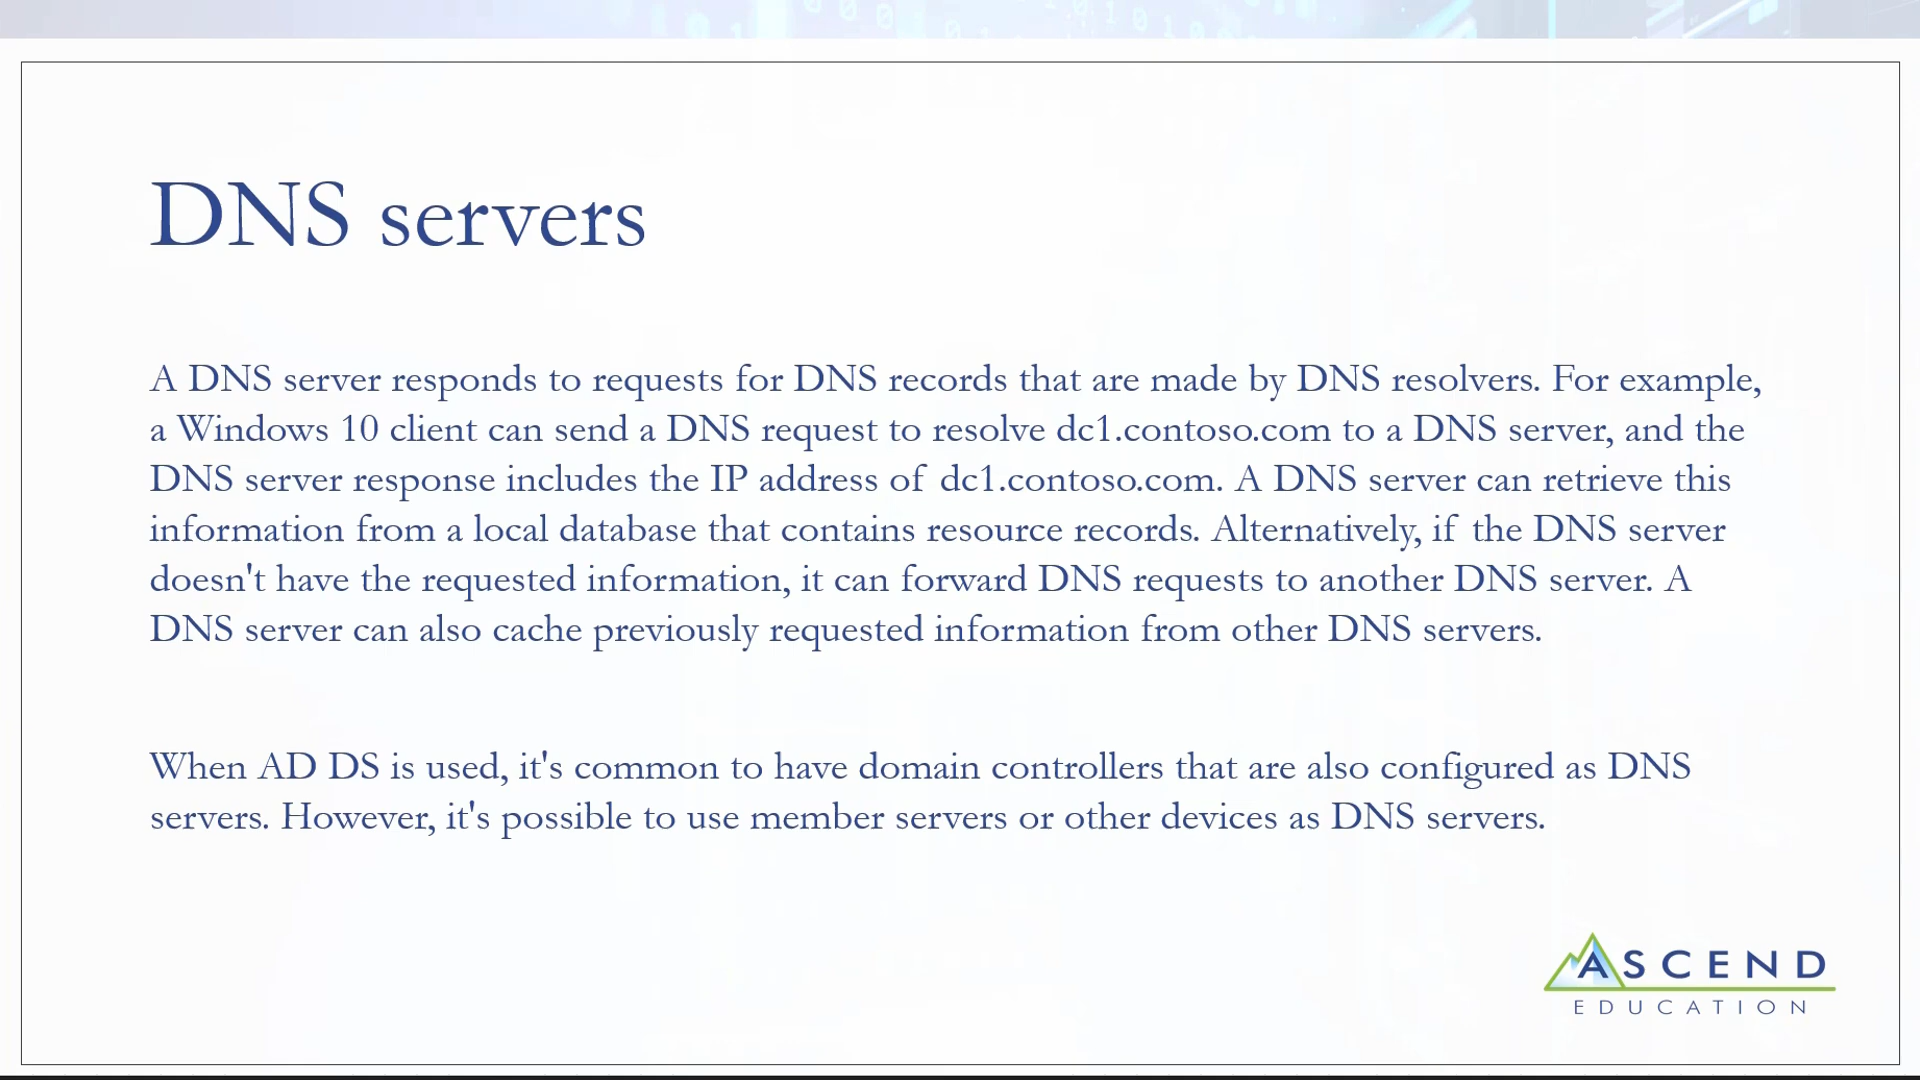 DNS servers
A DNS server responds to requests for DNS records that are made by DNS resolvers. For example,
a Windows 10 client can send a DNS request to resolve dc1.contoso.com to a DNS server, and the
DNS server response includes the IP address of dc1.contoso.com. A DNS server can retrieve this
information from a local database that contains resource records. Alternatively, if the DNS server
doesn't have the requested information, it can forward DNS requests to another DNS server. A
DNS server can also cache previously requested information from other DNS servers.
When AD DS is used, it's common to have domain controllers that are also configured as DNS
servers. However, it's possible to use member servers or other devices as DNS servers.
ASCEND
EDUCATION